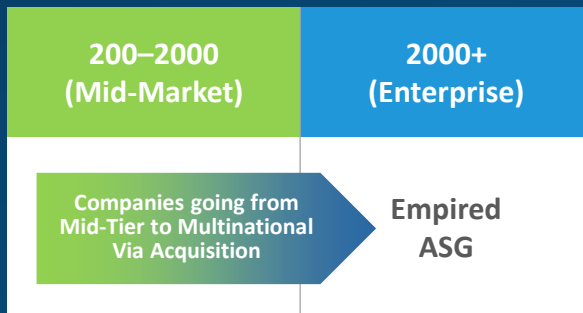 200–2000
(Mid-Market)
2000+
(Enterprise)
Companies going from
Mid-Tier to Multinational
Via Acquisition
Empired
ASG